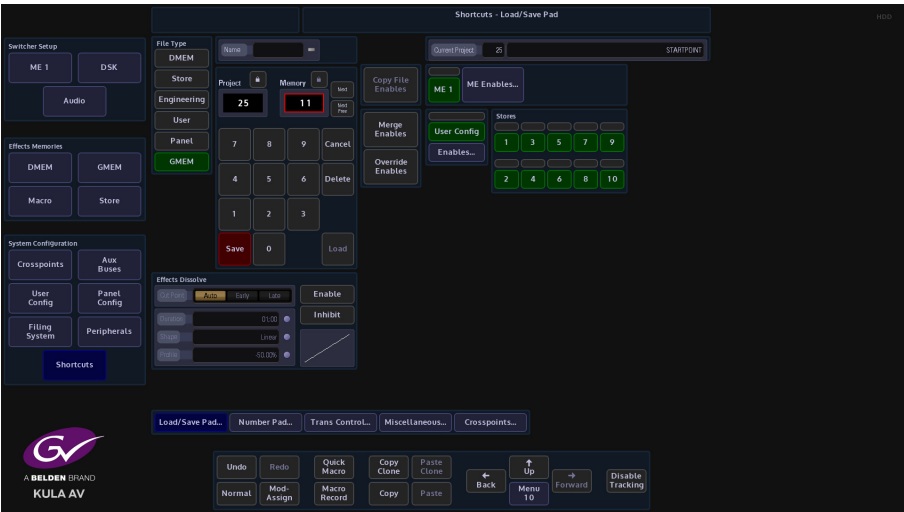 Shortcuts - Load/Save Pad
HDD
Switcher Setup
ME 1
DSK
Audio
Effects Memories
DMEM
GMEM
Macro
Store
System Configuration
Crosspoints
Aux
Buses
User
Config
Panel
Config
Filing
System
Peripherals
Shortcuts
File Type
DMEM
Store
Engineering
User
Panel
GMEM
Name
Project
Memory
25
11
Next
Next
Free
7
8
9
Cancel
4
5
6
Delete
1
2
3
Save
0
Load
Current Project
25
STARTPOINT
Copy File
Enables
ME 1
ME Enables...
Merge
Enables
Override
Enables
User Config
Enables...
Stores
1
3
5
7
9
2
4
6
8
10
Effects Dissolve
Cut Point
Auto
Early
Late
Enable
Duration
01:00
Inhibit
Shape
Linear
Profile
-50.00%
Load/Save Pad...
Number Pad...
Trans Control...
Miscellaneous...
Crosspoints...
GV
A BELDEN BRAND
KULA AV
Undo
Redo
Quick
Macro
Copy
Clone
Paste
Clone
Normal
Mod-
Assign
Macro
Record
Copy
Paste
Back
Up
Menu
10
Forward
Disable
Tracking